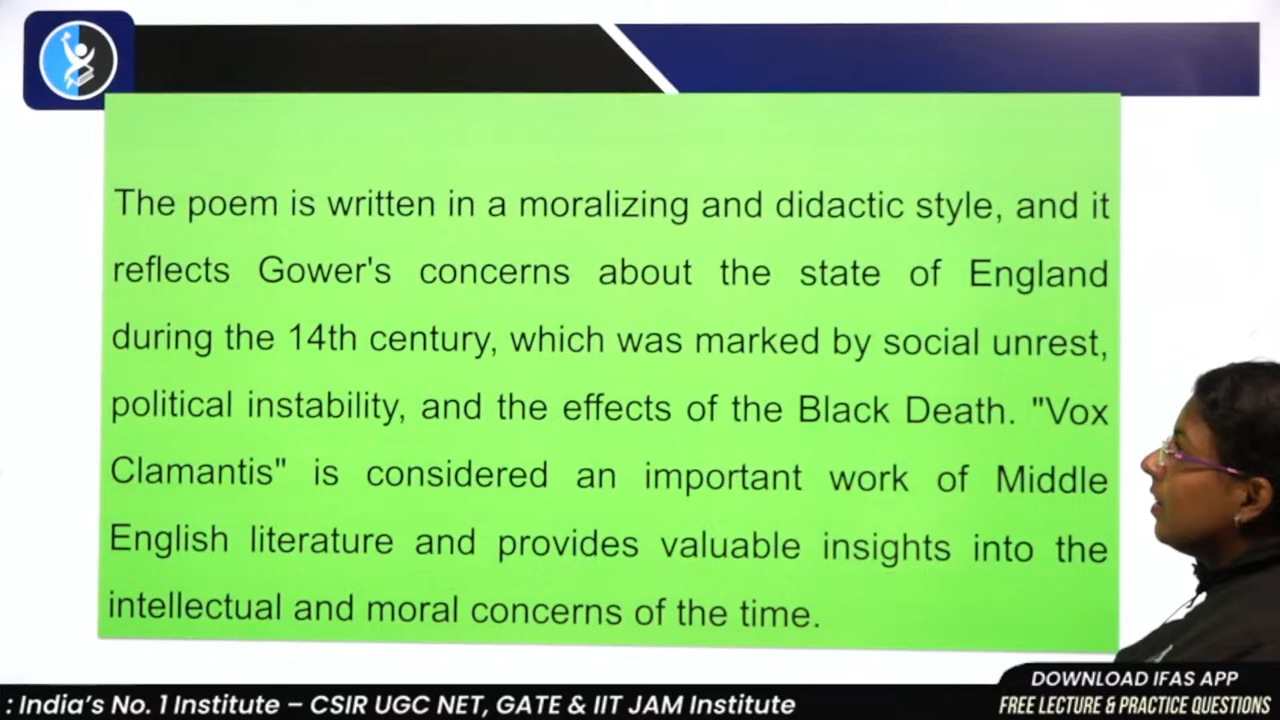 The poem is written in a moralizing and didactic style, and it
reflects Gower's concerns about the state of England
during the 14th century, which was marked by social unrest,
political instability, and the effects of the Black Death. "Vox
Clamantis" is considered an important work of Middle
English literature and provides valuable insights into the
intellectual and moral concerns of the time.
DOWNLOAD IFAS APP
: India's No. 1 Institute – CSIR UGC NET, GATE & IIT JAM Institute
FREE LECTURE & PRACTICE QUESTIONS